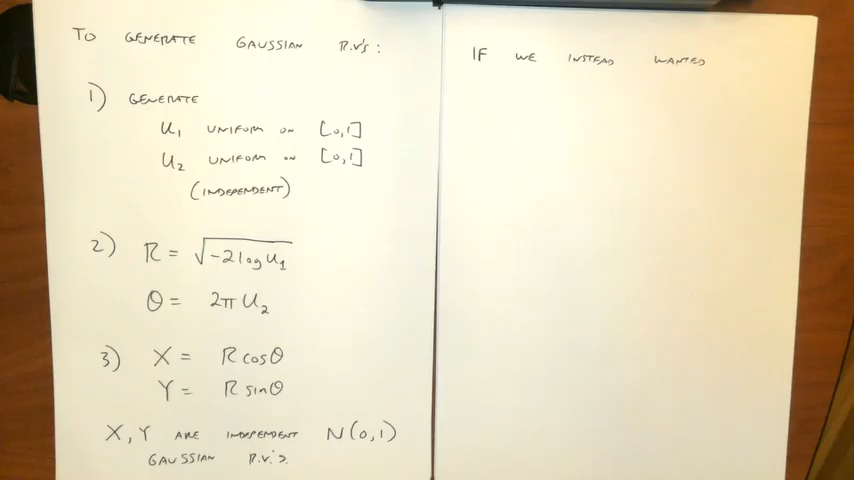 TO GENERATE GAUSSIAN R.V'S:
1) GENERATE
U₁ UNIFORM ON [0,1]
U₂ UNIFORM ON [0,1]
(INDEPENDENT)
2) R = √(-2 log U₁)
θ = 2π U₂
3) X = R cos θ
Y = R sin θ
X, Y ARE INDEPENDENT N(0,1)
GAUSSIAN R.V.'S.
IF WE INSTEAD WANTED